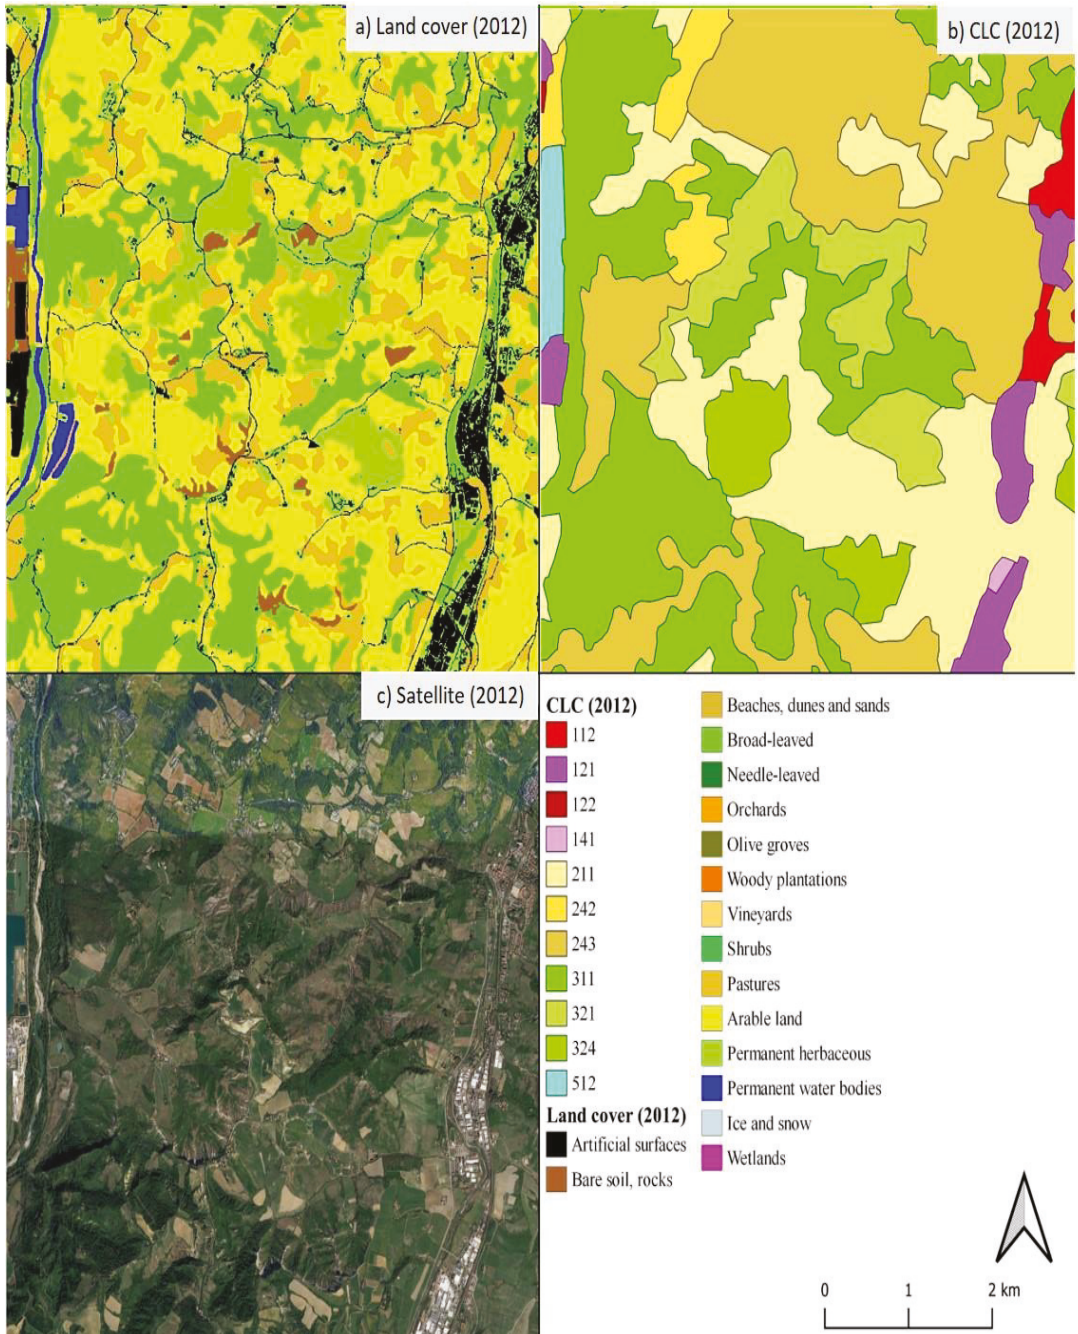 a) Land cover (2012)
b) CLC (2012)
c) Satellite (2012)
CLC (2012)
112
121
122
141
211
242
243
311
321
324
512
Land cover (2012)
Artificial surfaces
Bare soil, rocks
Beaches, dunes and sands
Broad-leaved
Needle-leaved
Orchards
Olive groves
Woody plantations
Vineyards
Shrubs
Pastures
Arable land
Permanent herbaceous
Permanent water bodies
Ice and snow
Wetlands
0 1 2 km